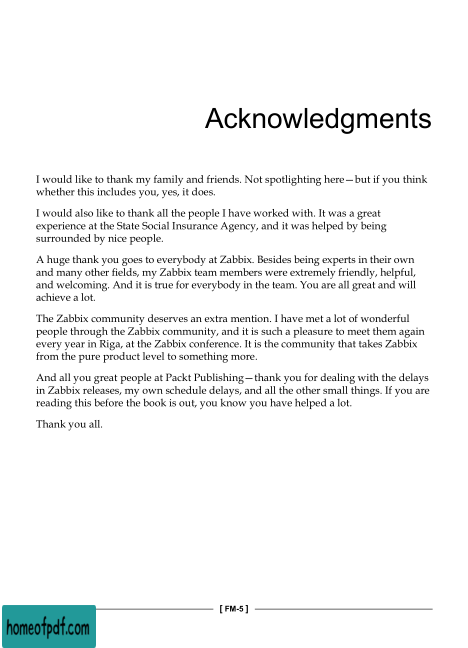 Acknowledgments
I would like to thank my family and friends. Not spotlighting here—but if you think
whether this includes you, yes, it does.
I would also like to thank all the people I have worked with. It was a great
experience at the State Social Insurance Agency, and it was helped by being
surrounded by nice people.
A huge thank you goes to everybody at Zabbix. Besides being experts in their own
and many other fields, my Zabbix team members were extremely friendly, helpful,
and welcoming. And it is true for everybody in the team. You are all great and will
achieve a lot.
The Zabbix community deserves an extra mention. I have met a lot of wonderful
people through the Zabbix community, and it is such a pleasure to meet them again
every year in Riga, at the Zabbix conference. It is the community that takes Zabbix
from the pure product level to something more.
And all you great people at Packt Publishing—thank you for dealing with the delays
in Zabbix releases, my own schedule delays, and all the other small things. If you are
reading this before the book is out, you know you have helped a lot.
Thank you all.
[ FM-5 ]
homeofpdf.com